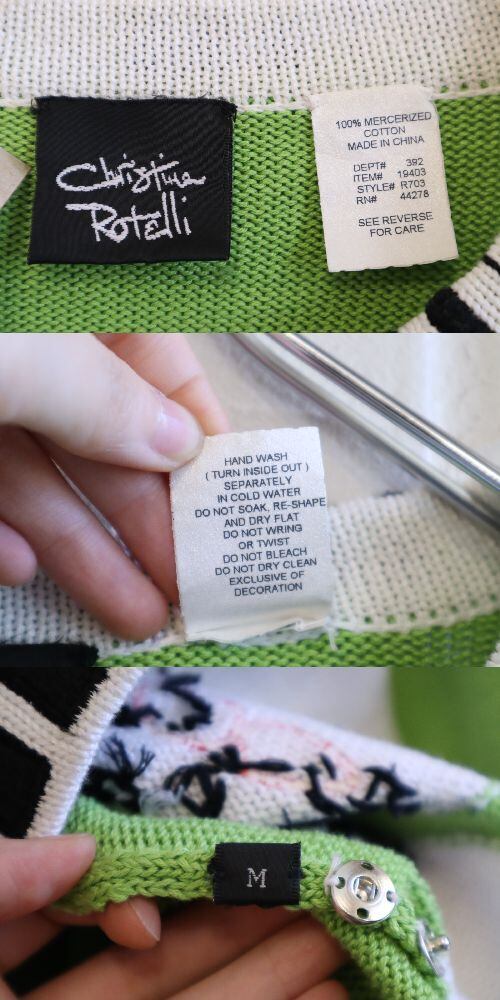 Christine
Rotelli
100% MERCERIZED
COTTON
MADE IN CHINA
DEPT# 392
ITEM# 19403
STYLE# R703
RN# 44278
SEE REVERSE
FOR CARE
HAND WASH
( TURN INSIDE OUT )
SEPARATELY
IN COLD WATER
DO NOT SOAK, RE-SHAPE
AND DRY FLAT
DO NOT WRING
OR TWIST
DO NOT BLEACH
DO NOT DRY CLEAN
EXCLUSIVE OF
DECORATION
M